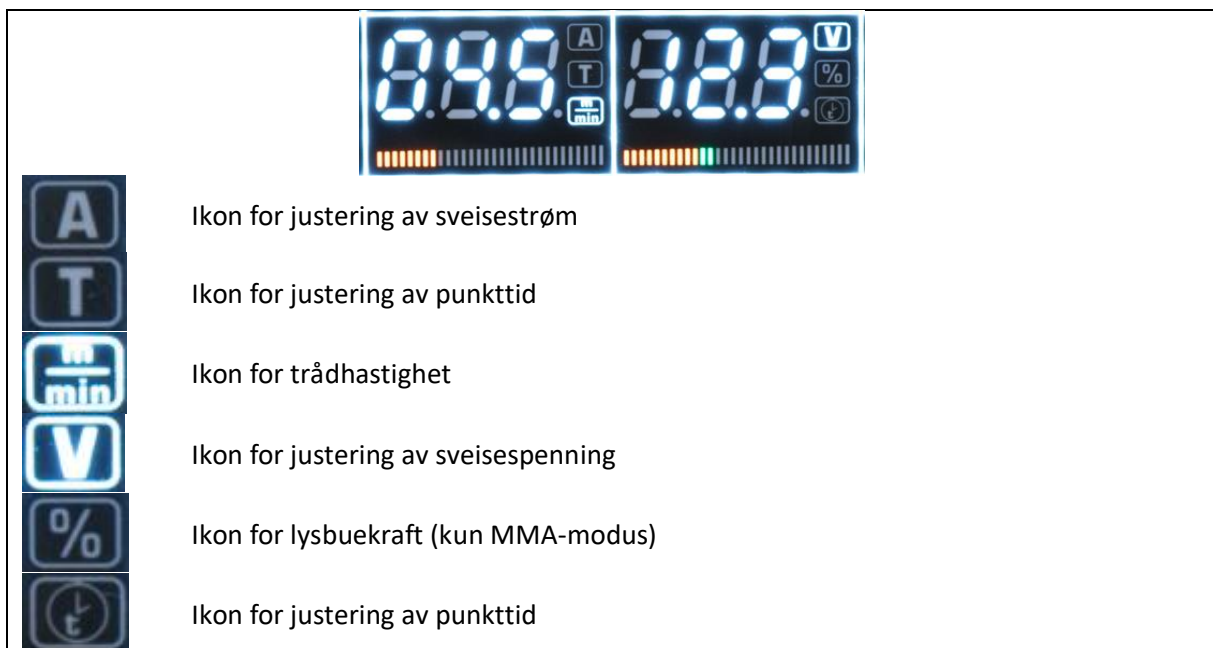 04.5 A T m/min 12.3 V % t
A Ikon for justering av sveisestrøm
T Ikon for justering av punkttid
m/min Ikon for trådhastighet
V Ikon for justering av sveisespenning
% Ikon for lysbuekraft (kun MMA-modus)
t Ikon for justering av punkttid